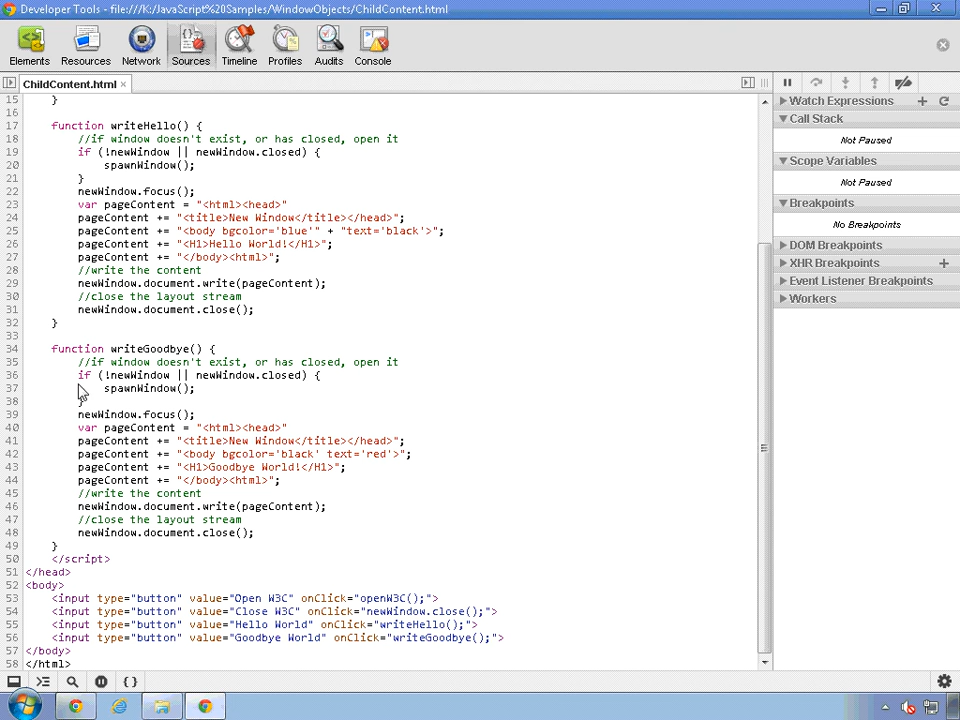 Developer Tools - file:///K:/JavaScript%20Samples/WindowObjects/ChildContent.html
Elements Resources Network Sources Timeline Profiles Audits Console
ChildContent.html ×
15 }
16
17 function writeHello() {
18 //if window doesn't exist, or has closed, open it
19 if (!newWindow || newWindow.closed) {
20 spawnWindow();
21 }
22 newWindow.focus();
23 var pageContent = "<html><head>"
24 pageContent += "<title>New Window</title></head>";
25 pageContent += "<body bgcolor='blue'" + "text='black'>";
26 pageContent += "<H1>Hello World!</H1>";
27 pageContent += "</body><html>";
28 //write the content
29 newWindow.document.write(pageContent);
30 //close the layout stream
31 newWindow.document.close();
32 }
33
34 function writeGoodbye() {
35 //if window doesn't exist, or has closed, open it
36 if (!newWindow || newWindow.closed) {
37 spawnWindow();
38 }
39 newWindow.focus();
40 var pageContent = "<html><head>"
41 pageContent += "<title>New Window</title></head>";
42 pageContent += "<body bgcolor='black' text='red'>";
43 pageContent += "<H1>Goodbye World!</H1>";
44 pageContent += "</body><html>";
45 //write the content
46 newWindow.document.write(pageContent);
47 //close the layout stream
48 newWindow.document.close();
49 }
50 </script>
51 </head>
52 <body>
53 <input type="button" value="Open W3C" onClick="openW3C();">
54 <input type="button" value="Close W3C" onClick="newWindow.close();">
55 <input type="button" value="Hello World" onClick="writeHello();">
56 <input type="button" value="Goodbye World" onClick="writeGoodbye();">
57 </body>
58 </html>
Watch Expressions
Call Stack
Not Paused
Scope Variables
Not Paused
Breakpoints
No Breakpoints
DOM Breakpoints
XHR Breakpoints
Event Listener Breakpoints
Workers